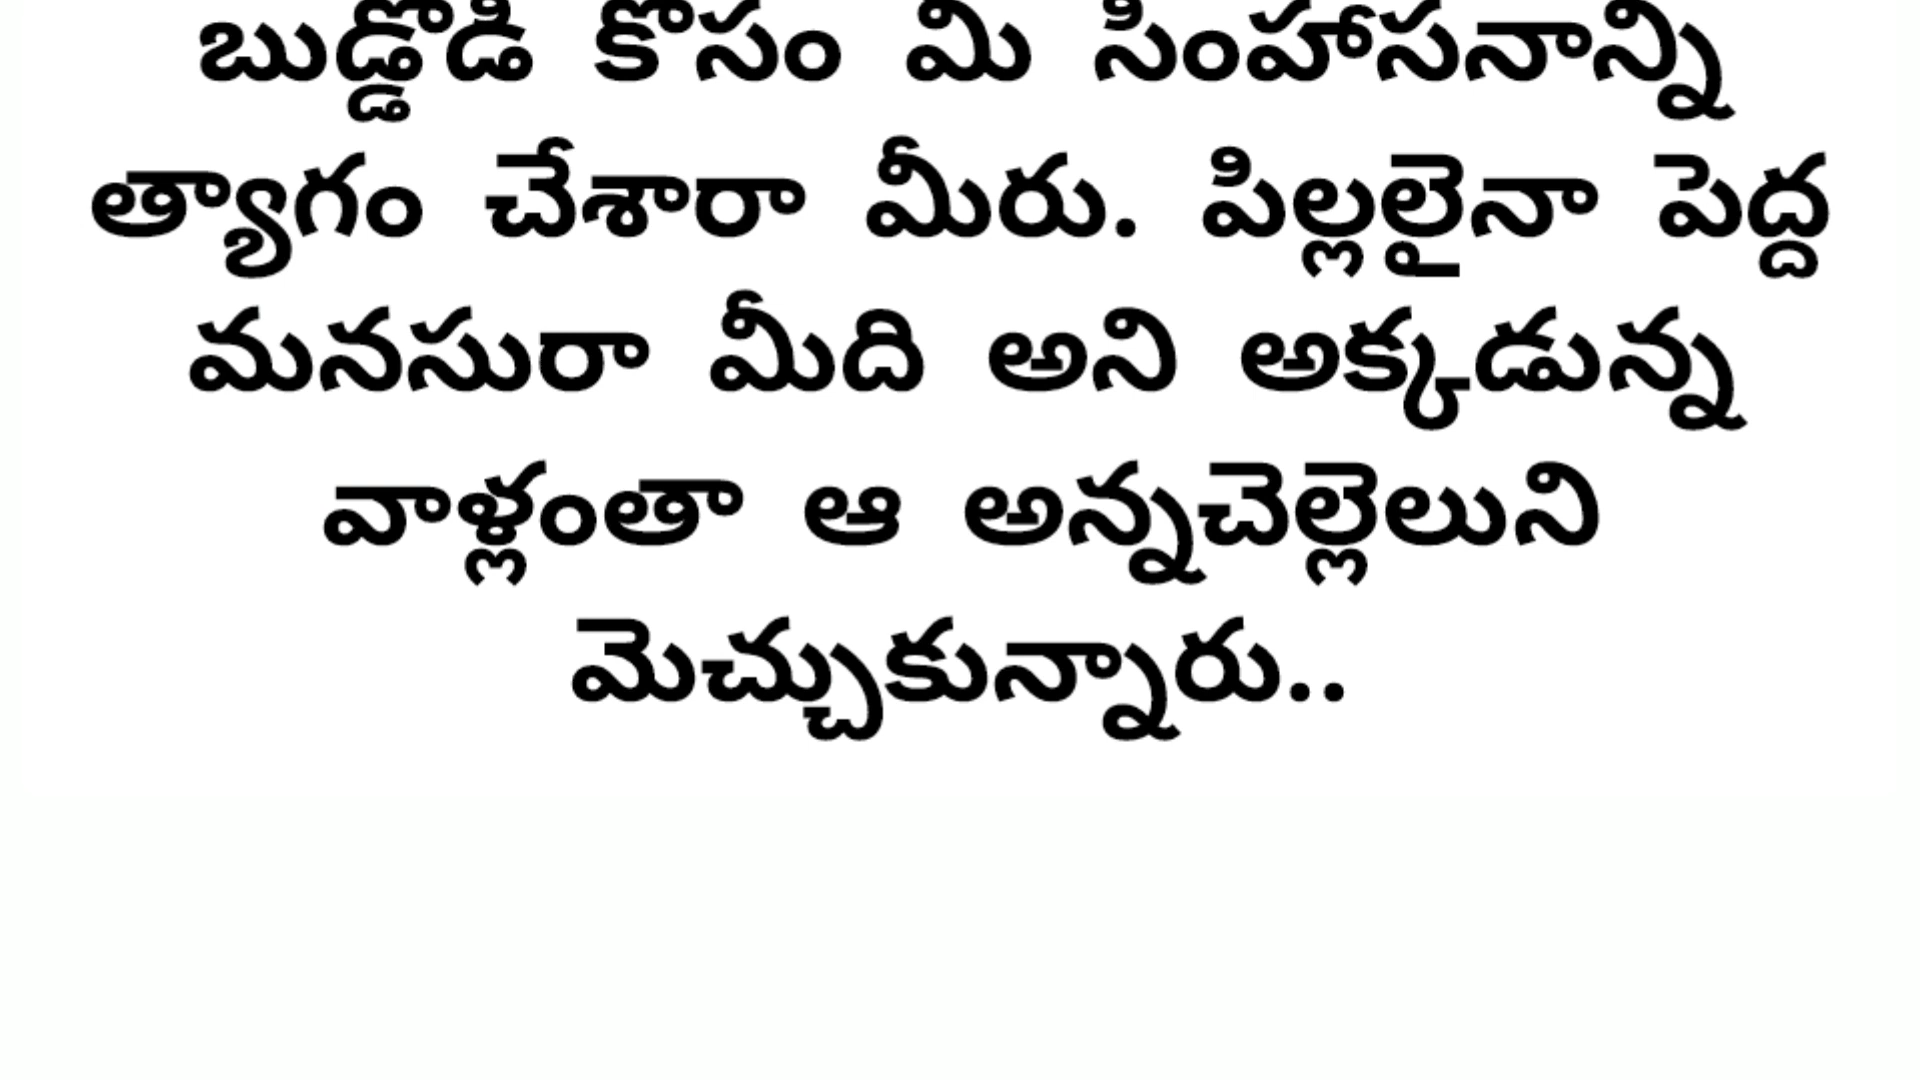 బుడ్డోడి కోసం మి సింహాసనాన్ని
త్యాగం చేశారా మీరు. పిల్లలైనా పెద్ద
మనసురా మీది అని అక్కడున్న
వాళ్లంతా ఆ అన్నచెల్లెలుని
మెచ్చుకున్నారు..